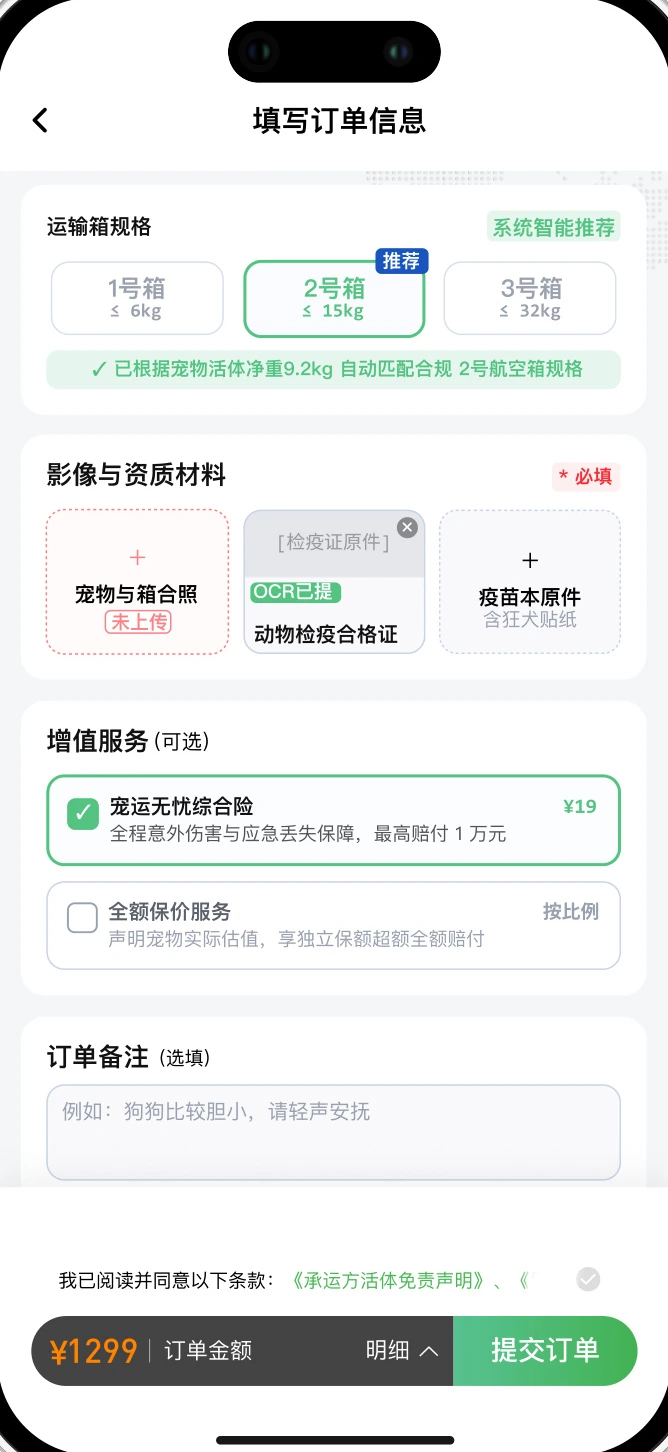 填写订单信息
运输箱规格
系统智能推荐
推荐
1号箱
≤ 6kg
2号箱
≤ 15kg
3号箱
≤ 32kg
✓ 已根据宠物活体净重9.2kg 自动匹配合规 2号航空箱规格
影像与资质材料
* 必填
+
宠物与箱合照
未上传
[检疫证原件]
OCR已提
动物检疫合格证
+
疫苗本原件
含狂犬贴纸
增值服务 (可选)
宠运无忧综合险
¥19
全程意外伤害与应急丢失保障，最高赔付 1 万元
全额保价服务
按比例
声明宠物实际估值，享独立保额超额全额赔付
订单备注 (选填)
例如：狗狗比较胆小，请轻声安抚
我已阅读并同意以下条款：《承运方活体免责声明》、《
¥1299 订单金额
明细
提交订单